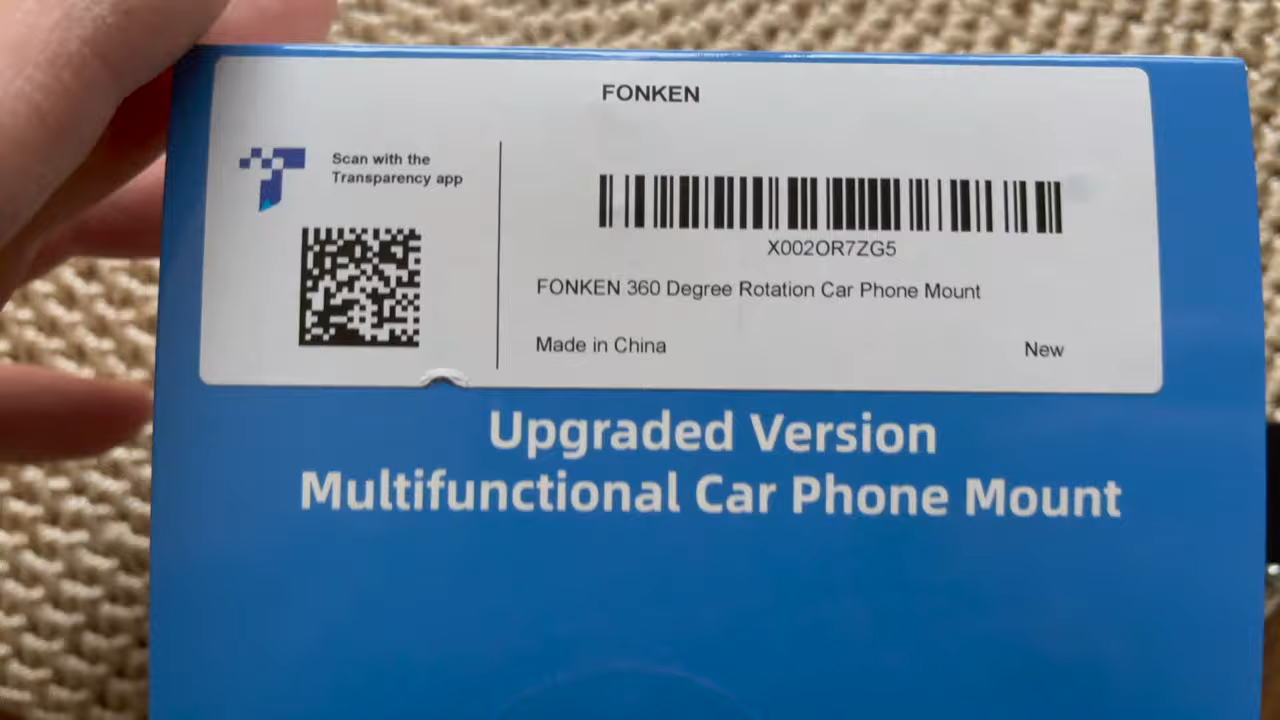 FONKEN
Scan with the
Transparency app
X002OR7ZG5
FONKEN 360 Degree Rotation Car Phone Mount
Made in China
New
Upgraded Version
Multifunctional Car Phone Mount